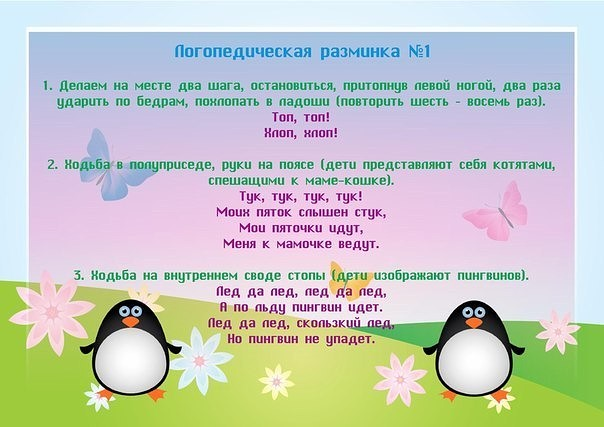 Логопедическая разминка №1
1. Делаем на месте два шага, остановиться, притопнув левой ногой, два раза
ударить по бедрам, похлопать в ладоши (повторить шесть - восемь раз).
Топ, топ!
Хлоп, хлоп!
2. Ходьба в полуприседе, руки на поясе (дети представляют себя котятами,
спешащими к маме-кошке).
Тук, тук, тук, тук!
Моих пяток слышен стук,
Мои пяточки идут,
Меня к мамочке ведут.
3. Ходьба на внутреннем своде стопы (дети изображают пингвинов).
Лед да лед, лед да лед,
А по льду пингвин идет.
Лед да лед, скользкий лед,
Но пингвин не упадет.